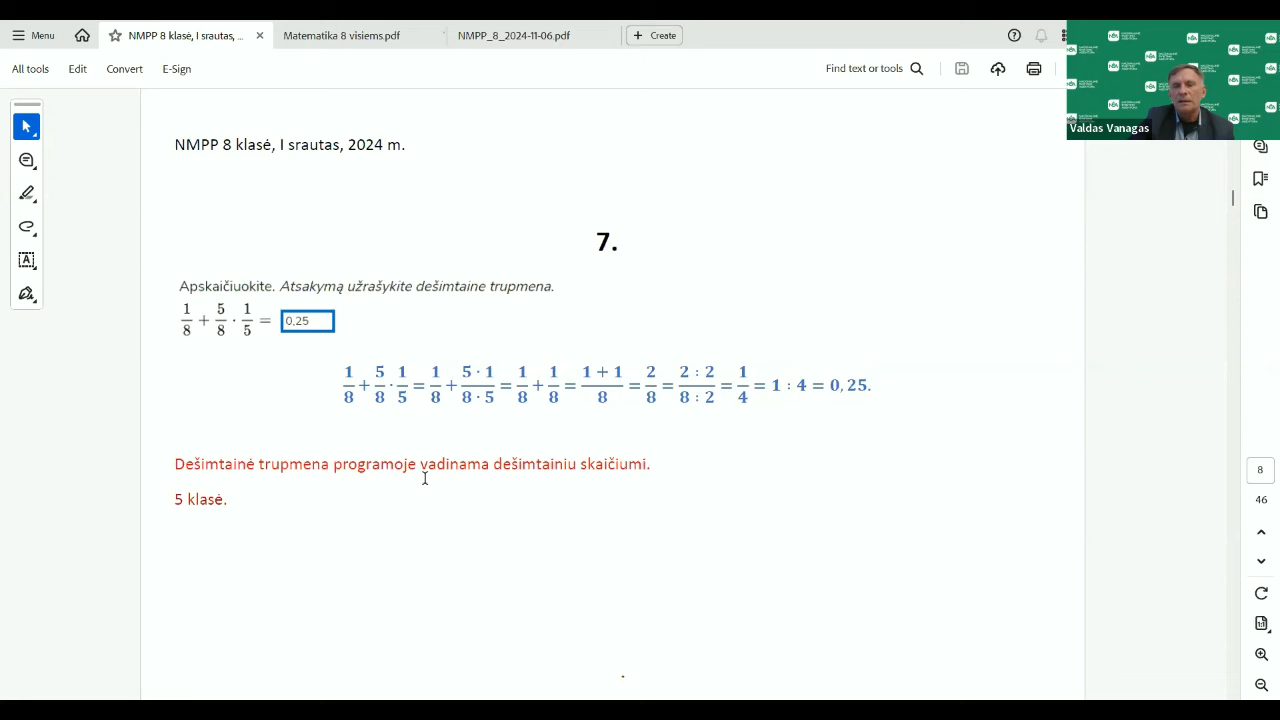 Menu
NMPP 8 klasė, I srautas, ...
Matematika 8 visiems.pdf
NMPP_8_2024-11-06.pdf
Create
All tools
Edit
Convert
E-Sign
Find text or tools
Valdas Vanagas
NMPP 8 klasė, I srautas, 2024 m.
7.
Apskaičiuokite. Atsakymą užrašykite dešimtaine trupmena.
1/8 + 5/8 · 1/5 = 0,25
1/8 + 5/8 · 1/5 = 1/8 + 5 · 1/8 · 5 = 1/8 + 1/8 = 1 + 1/8 = 2/8 = 2 : 2/8 : 2 = 1/4 = 1 : 4 = 0, 25.
Dešimtainė trupmena programoje vadinama dešimtainiu skaičiumi.
5 klasė.
8
46